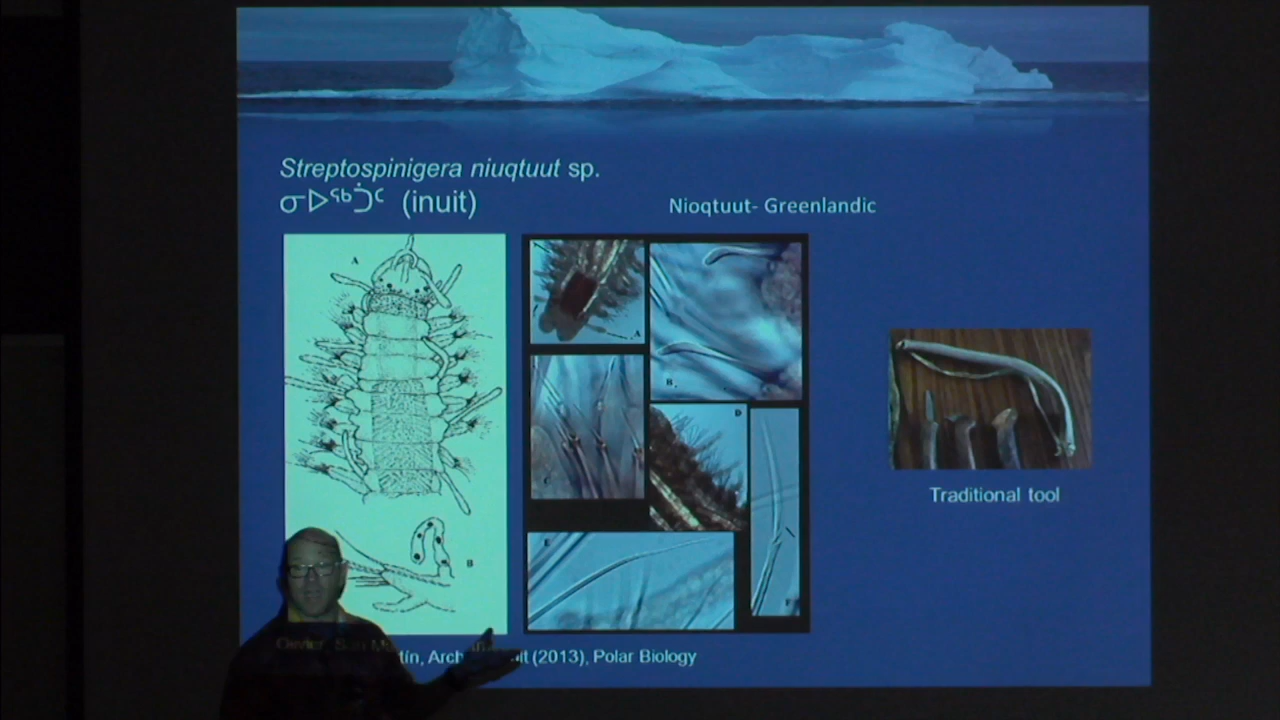 Streptospinigera niuqtuut sp.
ᓂᐅᖅᑑᑦ (inuit)
Nioqtuut- Greenlandic
A
B
A
B
C
D
E
F
Traditional tool
(2013), Polar Biology